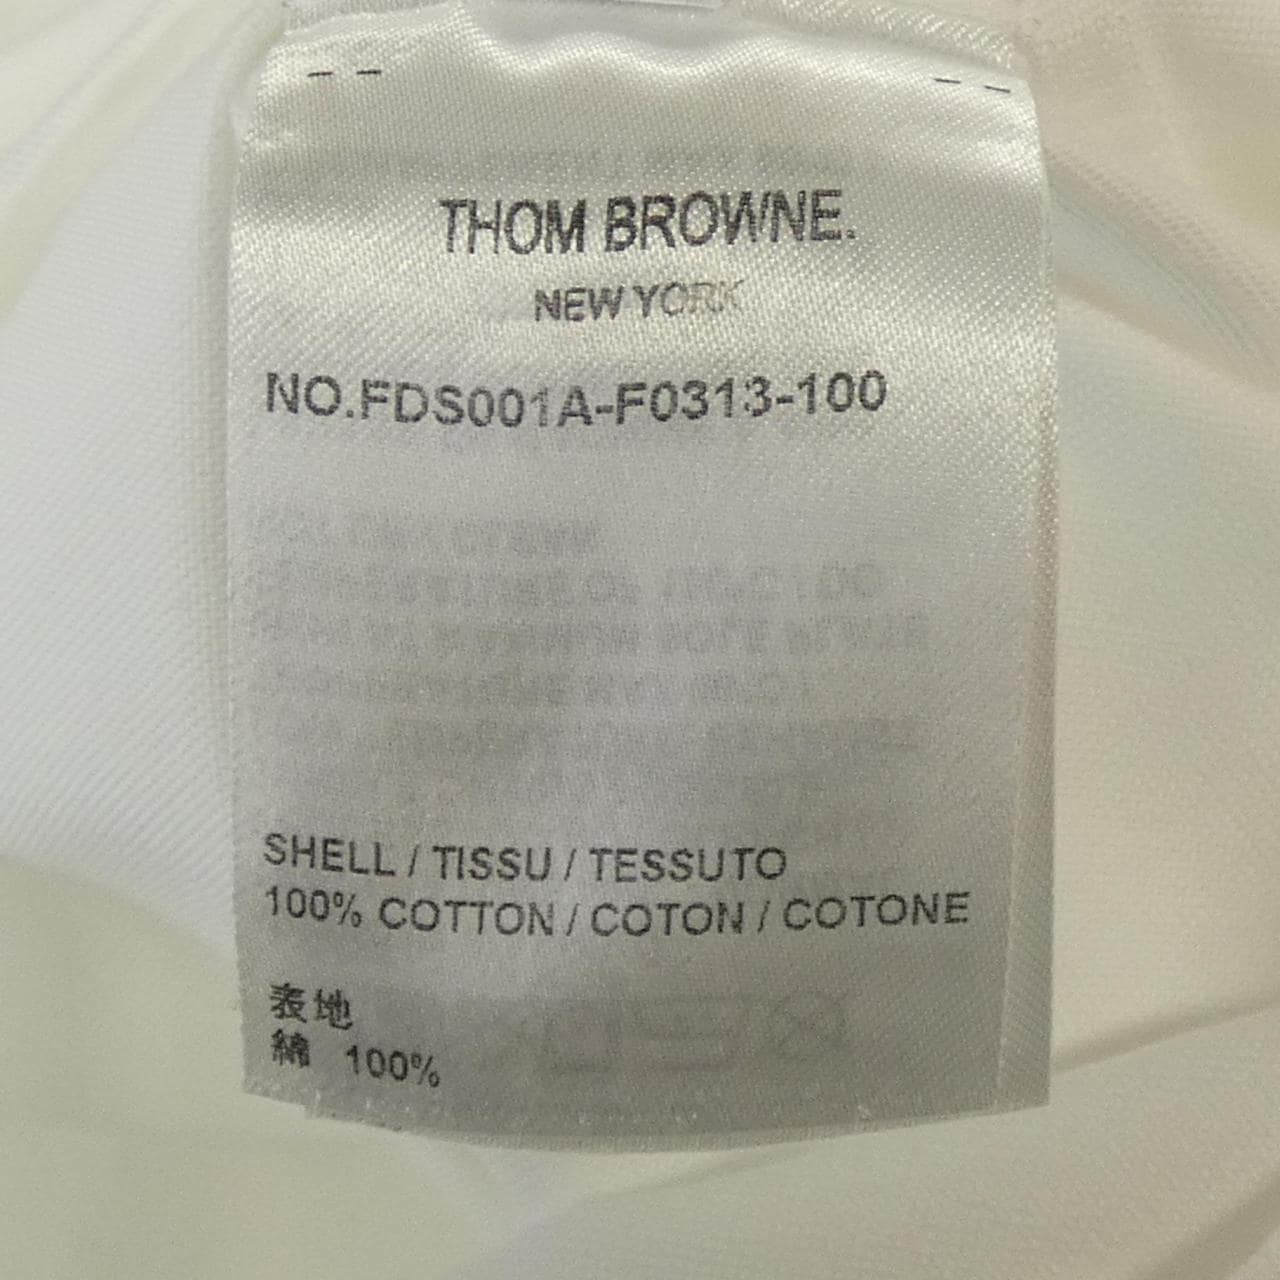 THOM BROWNE.
NEW YORK
NO.FDS001A-F0313-100
SHELL / TISSU / TESSUTO
100% COTTON / COTON / COTONE
表地
綿 100%